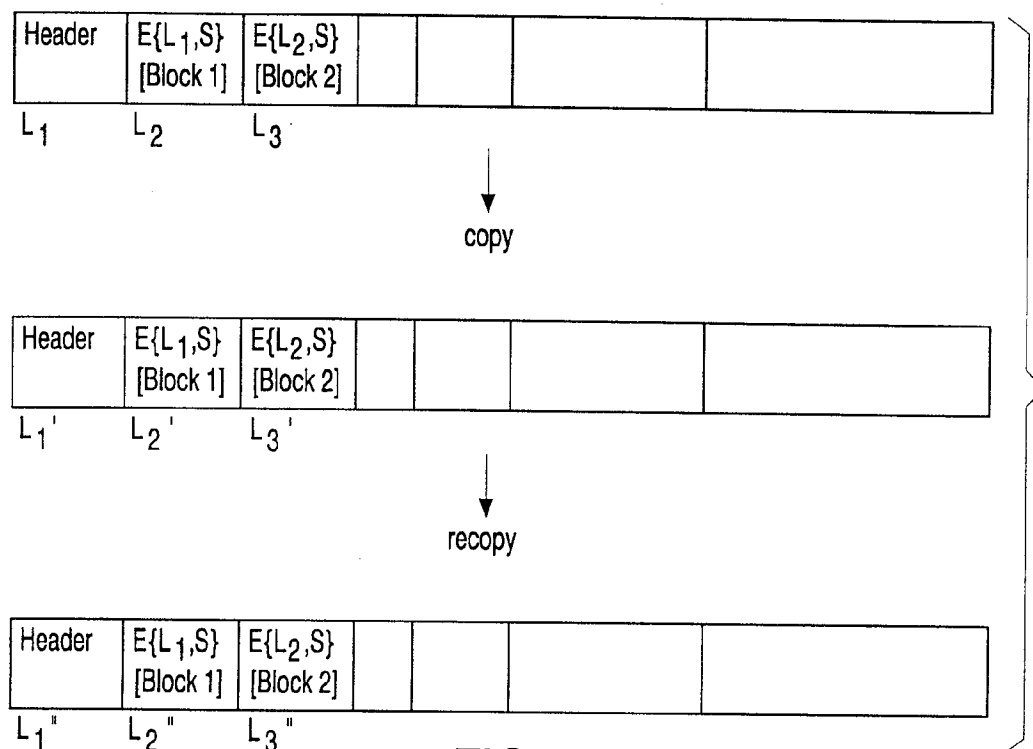 Header E{L1,S} E{L2,S}
[Block 1] [Block 2]
L1 L2 L3
copy
Header E{L1,S} E{L2,S}
[Block 1] [Block 2]
L1' L2' L3'
recopy
Header E{L1,S} E{L2,S}
[Block 1] [Block 2]
L1" L2" L3"